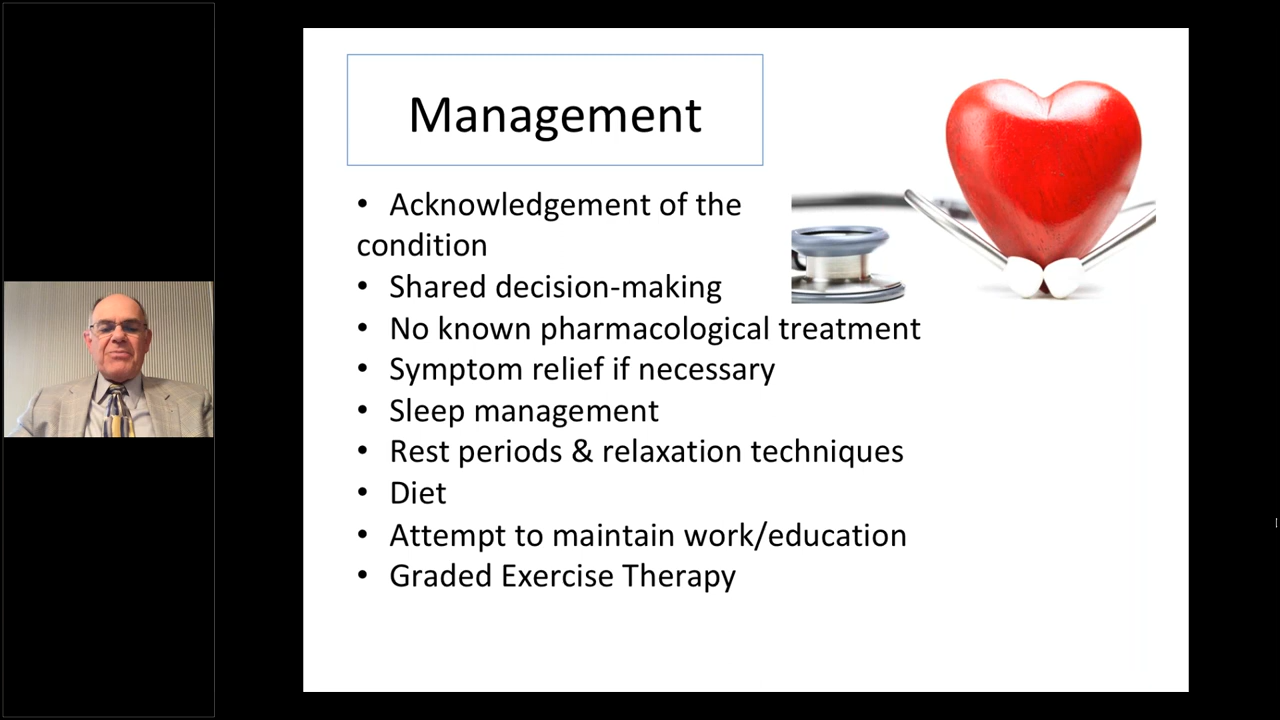 Management
• Acknowledgement of the
condition
• Shared decision-making
• No known pharmacological treatment
• Symptom relief if necessary
• Sleep management
• Rest periods & relaxation techniques
• Diet
• Attempt to maintain work/education
• Graded Exercise Therapy